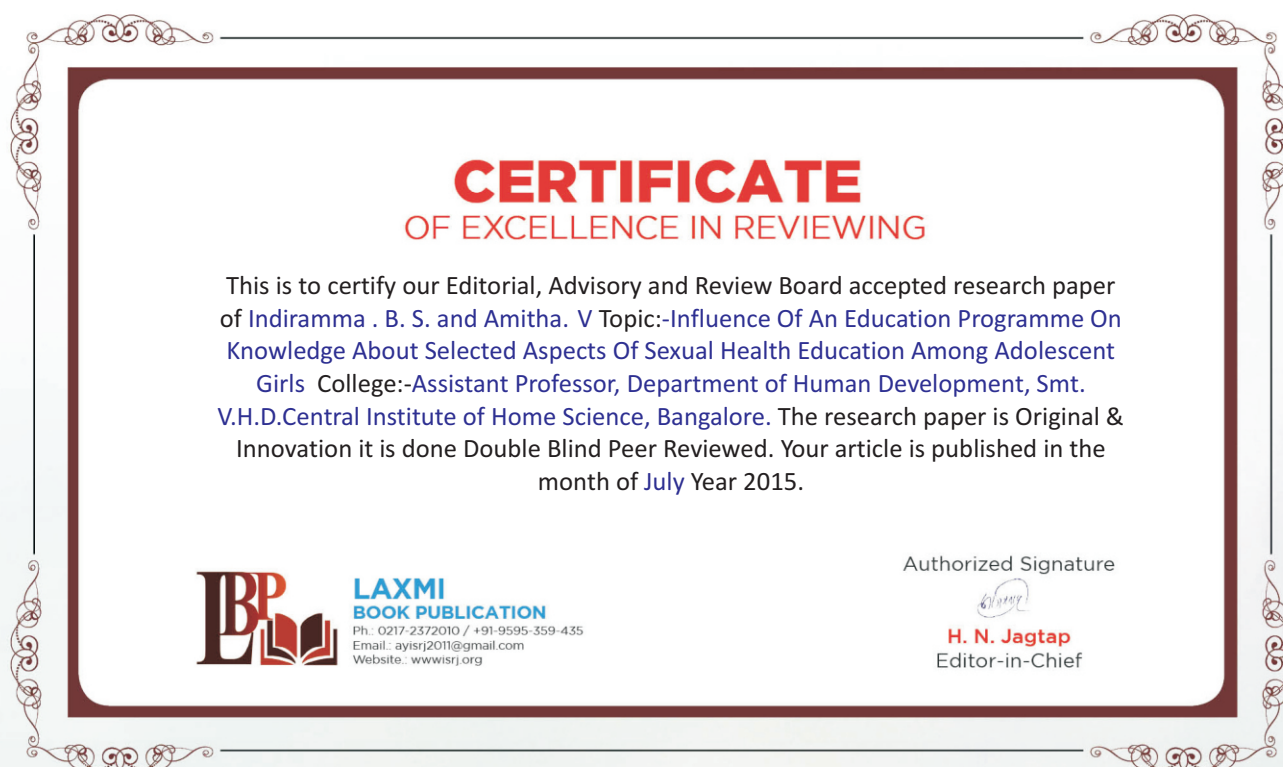 CERTIFICATE
OF EXCELLENCE IN REVIEWING
This is to certify our Editorial, Advisory and Review Board accepted research paper
of Indiramma . B. S. and Amitha. V Topic:-Influence Of An Education Programme On
Knowledge About Selected Aspects Of Sexual Health Education Among Adolescent
Girls College:-Assistant Professor, Department of Human Development, Smt.
V.H.D.Central Institute of Home Science, Bangalore. The research paper is Original &
Innovation it is done Double Blind Peer Reviewed. Your article is published in the
month of July Year 2015.
LBP
LAXMI
BOOK PUBLICATION
Ph.: 0217-2372010 / +91-9595-359-435
Email.: ayisrj2011@gmail.com
Website.: wwwisrj.org
Authorized Signature
H. N. Jagtap
Editor-in-Chief